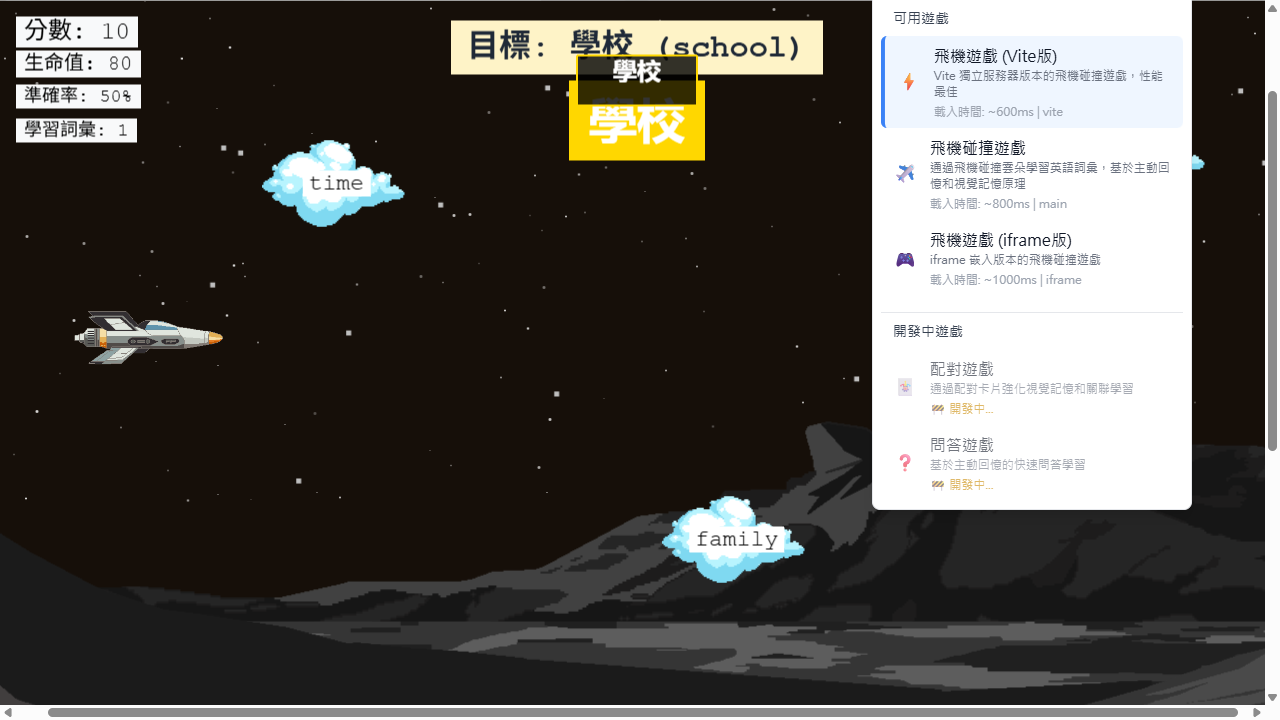 分數: 10
生命值: 80
準確率: 50%
學習詞彙: 1
目標: 學校 (school)
學校
學校
time
family
可用遊戲
飛機遊戲 (Vite版)
Vite 獨立服務器版本的飛機碰撞遊戲，性能
最佳
載入時間: ~600ms | vite
飛機碰撞遊戲
通過飛機碰撞雲朵學習英語詞彙，基於主動回
憶和視覺記憶原理
載入時間: ~800ms | main
飛機遊戲 (iframe版)
iframe 嵌入版本的飛機碰撞遊戲
載入時間: ~1000ms | iframe
開發中遊戲
配對遊戲
通過配對卡片強化視覺記憶和關聯學習
開發中...
問答遊戲
基於主動回憶的快速問答學習
開發中...